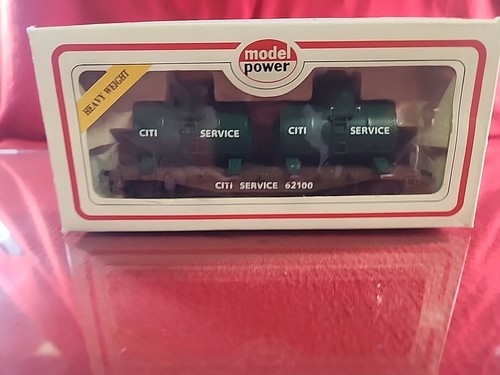 model
power
HEAVY WEIGHT
CITI SERVICE CITI SERVICE
CITI SERVICE 62100